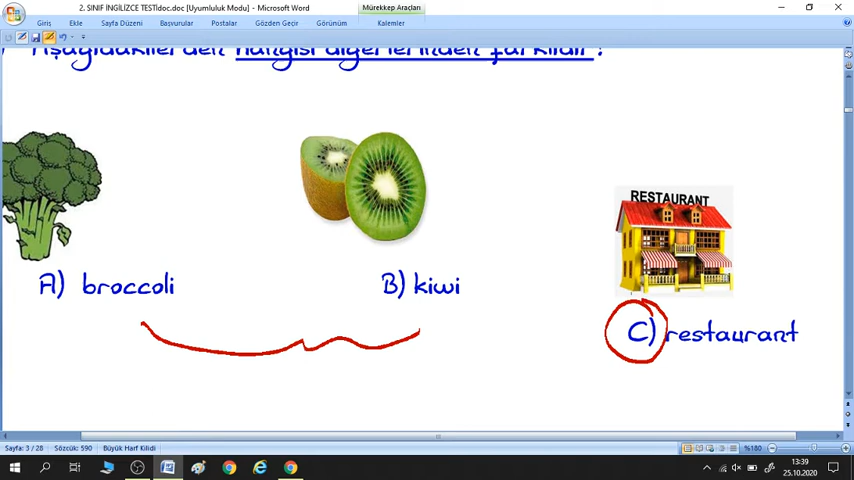 Mürekkep Araçları
2. SINIF İNGİLİZCE TESTİdoc.doc [Uyumluluk Modu] - Microsoft Word
Giriş Ekle Sayfa Düzeni Başvurular Postalar Gözden Geçir Görünüm Kalemler
Aşağıdakilerden hangisi diğerlerinden farklıdır ?
RESTAURANT
A) broccoli B) kiwi
C) restaurant
Sayfa: 3 / 28 Sözcük: 590 Büyük Harf Kilidi %180
13:39
25.10.2020